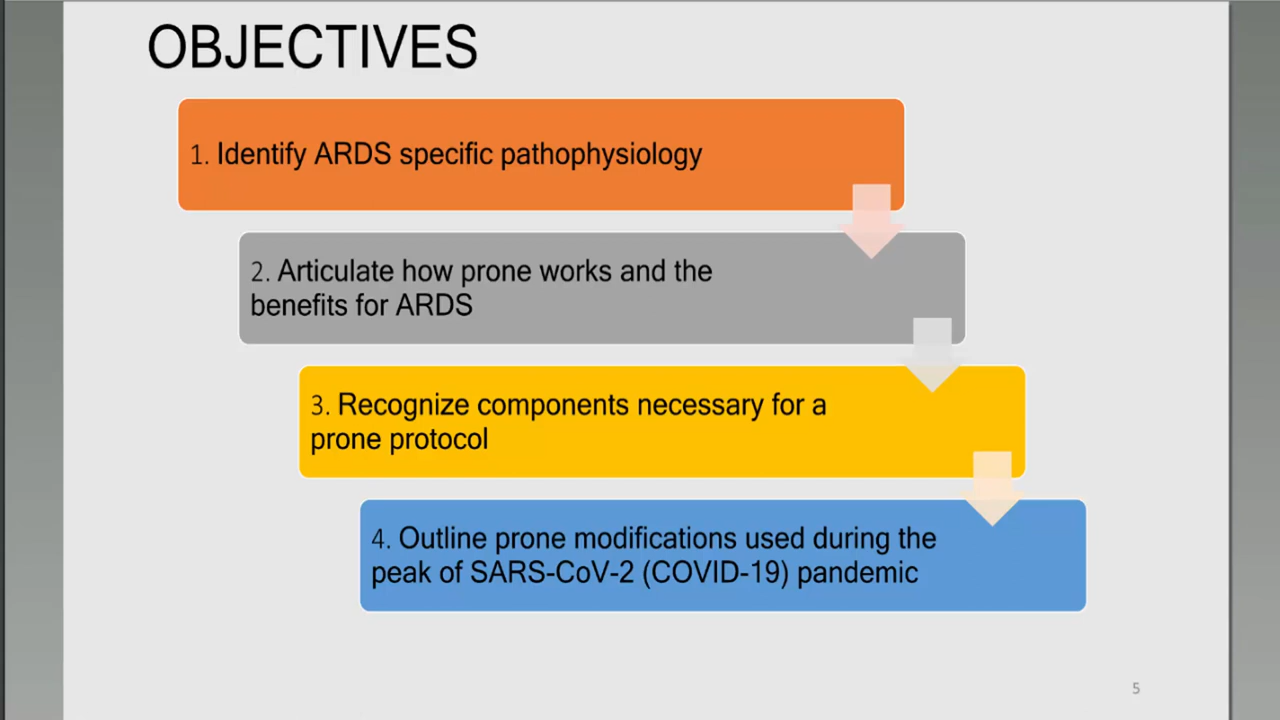 OBJECTIVES
1. Identify ARDS specific pathophysiology
2. Articulate how prone works and the
benefits for ARDS
3. Recognize components necessary for a
prone protocol
4. Outline prone modifications used during the
peak of SARS-CoV-2 (COVID-19) pandemic
5